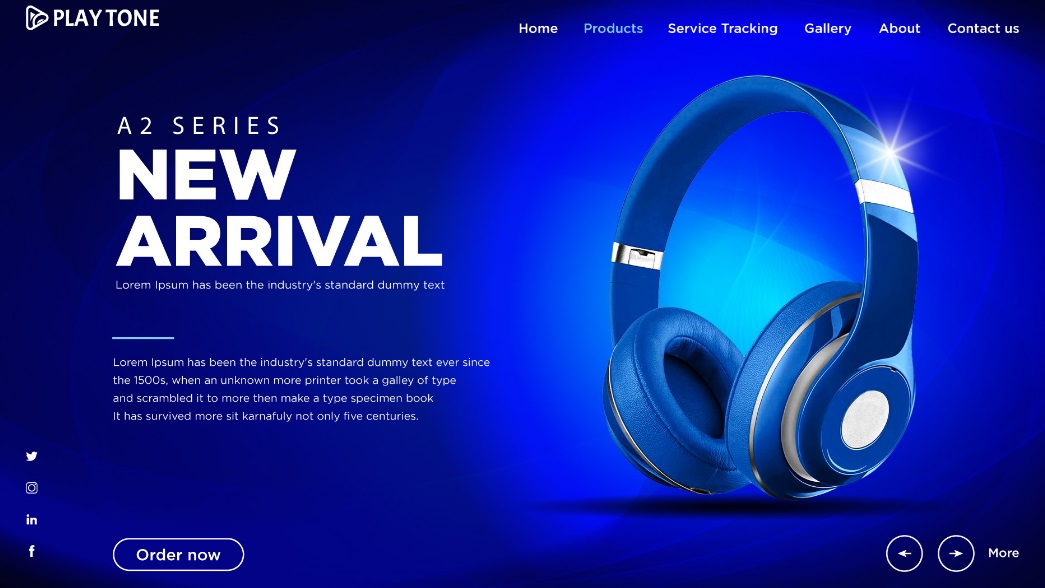 PLAY TONE
Home Products Service Tracking Gallery About Contact us
A2 SERIES
NEW
ARRIVAL
Lorem Ipsum has been the industry's standard dummy text
Lorem Ipsum has been the industry's standard dummy text ever since
the 1500s, when an unknown more printer took a galley of type
and scrambled it to more then make a type specimen book
It has survived more sit karnafuly not only five centuries.
Order now
More